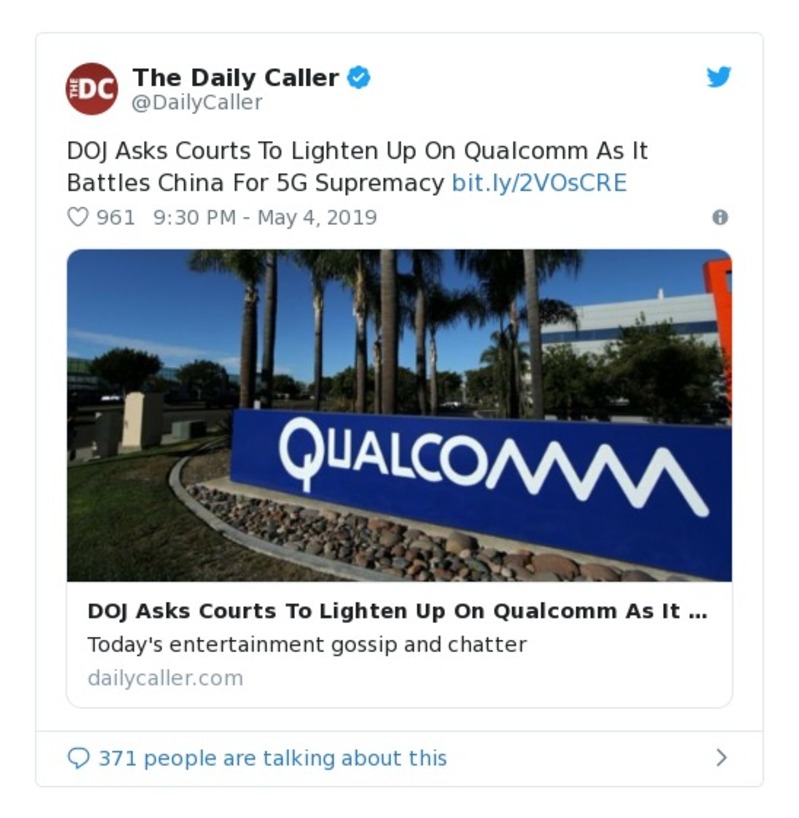 THE DC
The Daily Caller
@DailyCaller
DOJ Asks Courts To Lighten Up On Qualcomm As It
Battles China For 5G Supremacy bit.ly/2VOsCRE
961 9:30 PM - May 4, 2019
QUALCOMM
DOJ Asks Courts To Lighten Up On Qualcomm As It ...
Today's entertainment gossip and chatter
dailycaller.com
371 people are talking about this